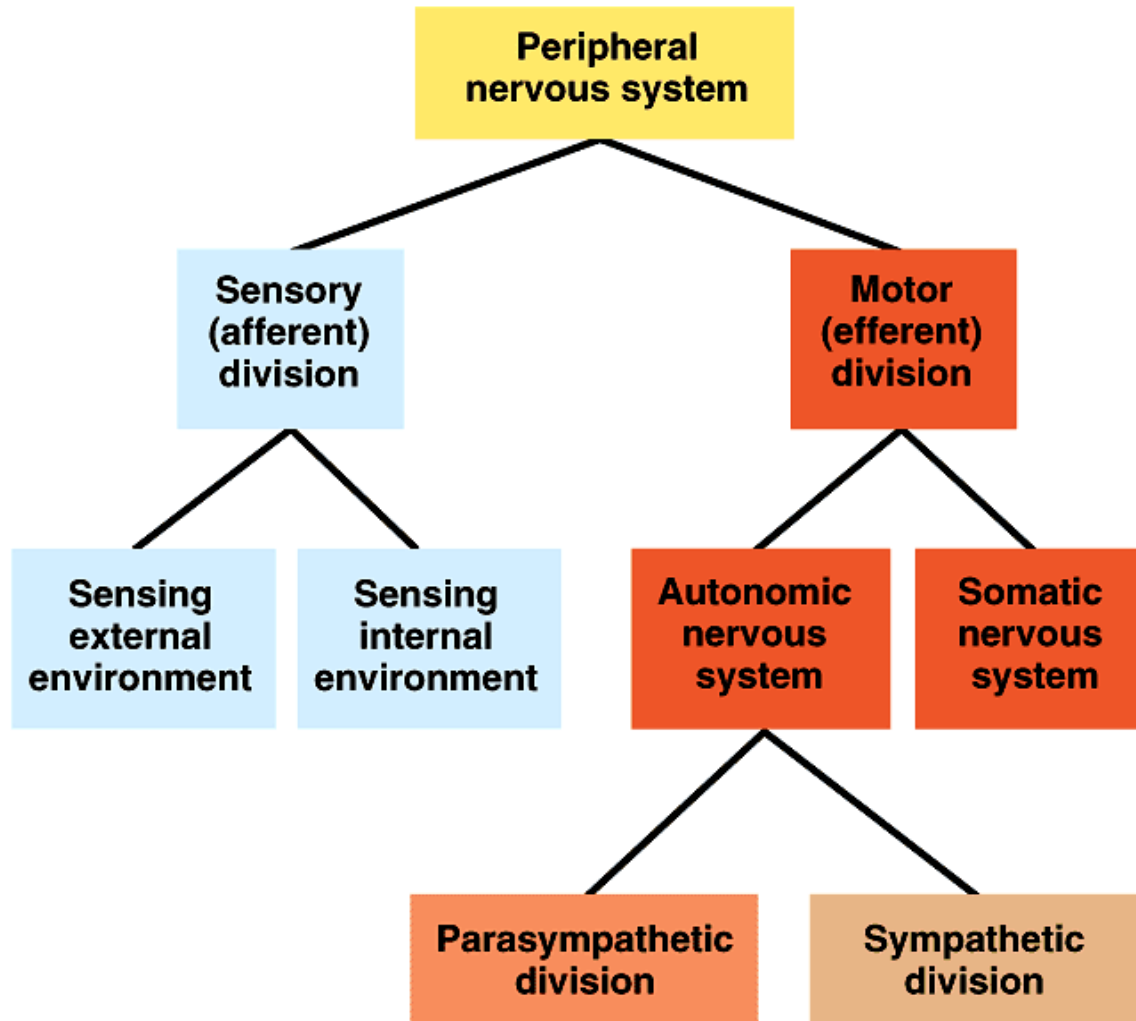 Peripheral
nervous system
Sensory
(afferent)
division
Motor
(efferent)
division
Sensing
external
environment
Sensing
internal
environment
Autonomic
nervous
system
Somatic
nervous
system
Parasympathetic
division
Sympathetic
division